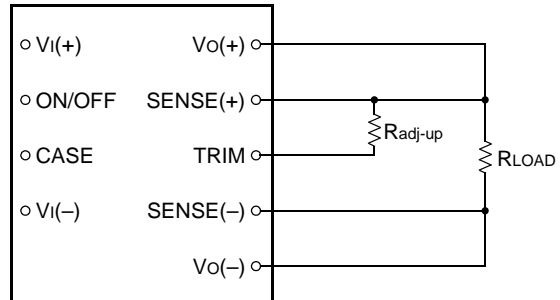 VI(+)
VO(+)
ON/OFF
SENSE(+)
CASE
TRIM
Radj-up
RLOAD
VI(–)
SENSE(–)
VO(–)